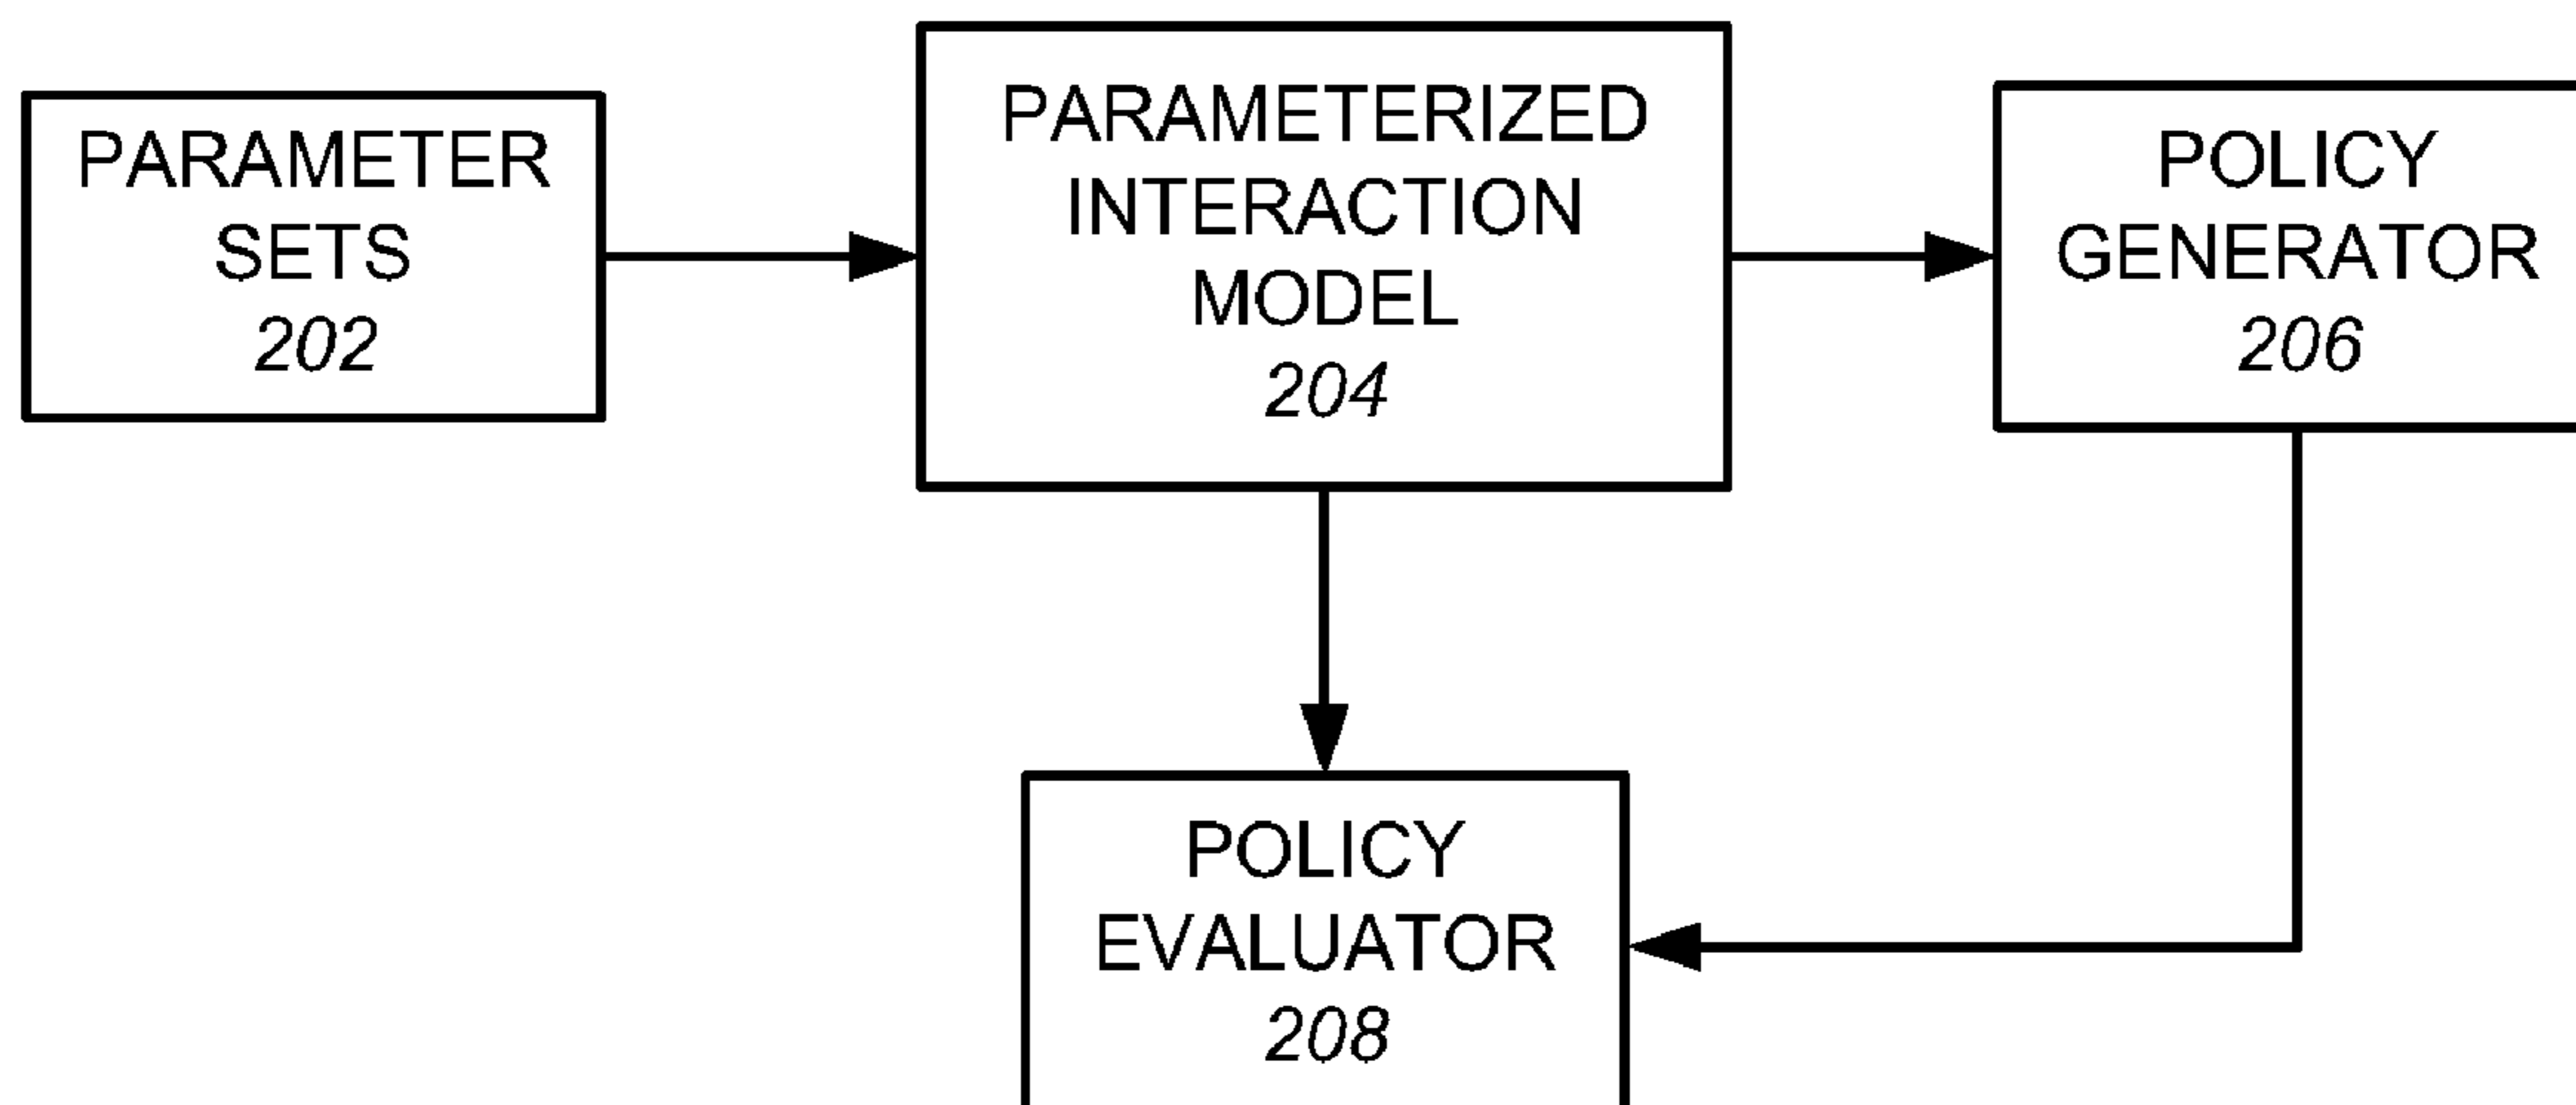 PARAMETER
SETS
202
PARAMETERIZED
INTERACTION
MODEL
204
POLICY
GENERATOR
206
POLICY
EVALUATOR
208